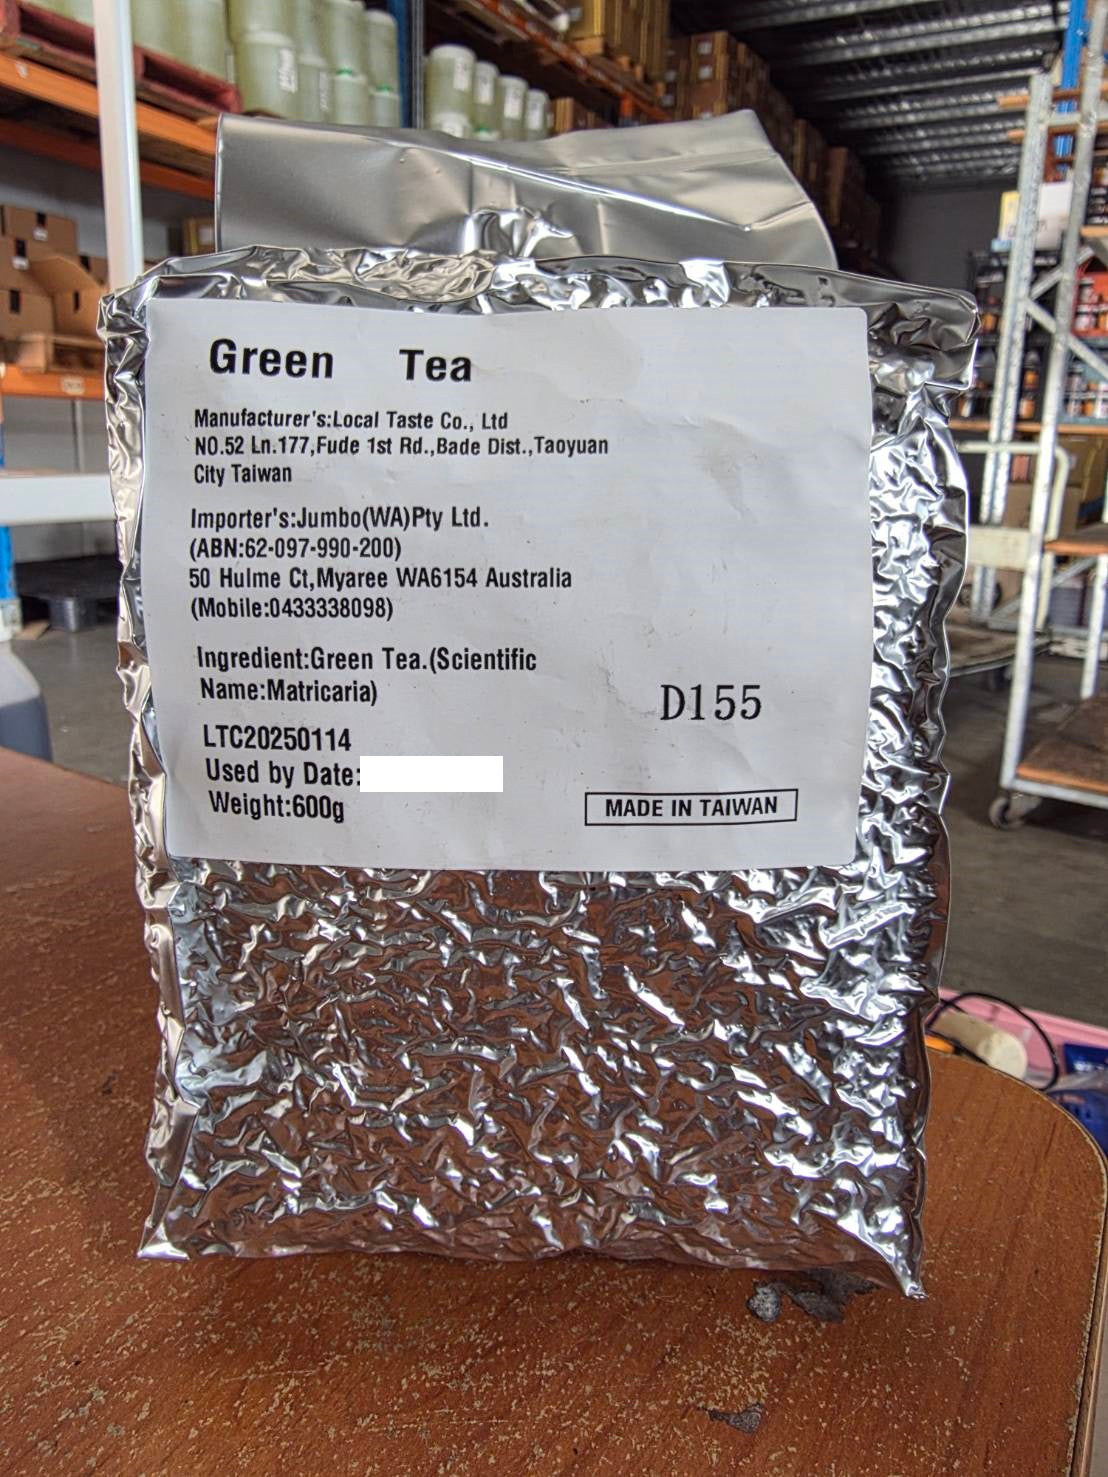 Green Tea
Manufacturer's:Local Taste Co., Ltd
NO.52 Ln.177,Fude 1st Rd.,Bade Dist.,Taoyuan
City Taiwan
Importer's:Jumbo(WA)Pty Ltd.
(ABN:62-097-990-200)
50 Hulme Ct,Myaree WA6154 Australia
(Mobile:0433338098)
Ingredient:Green Tea.(Scientific
Name:Matricaria)
D155
LTC20250114
Used by Date:
Weight:600g
MADE IN TAIWAN